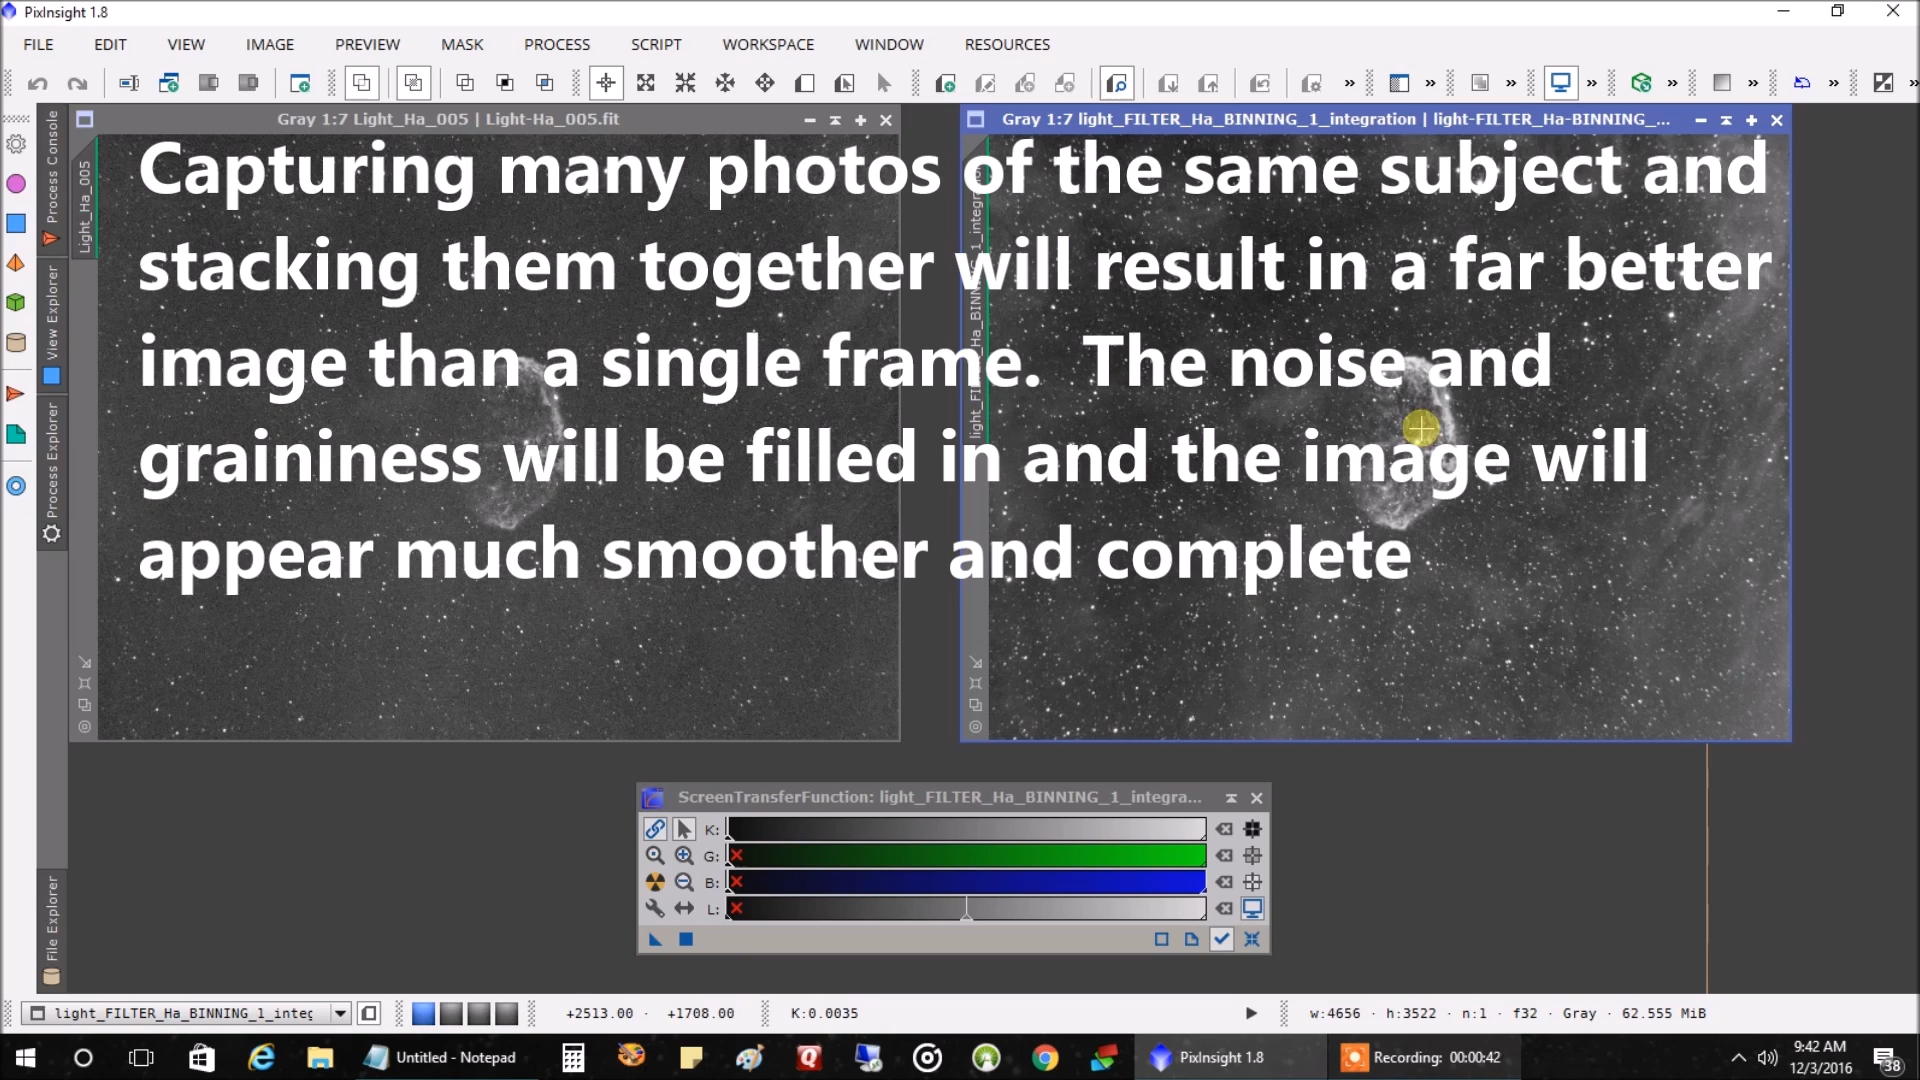 PixInsight 1.8
FILE EDIT VIEW IMAGE PREVIEW MASK PROCESS SCRIPT WORKSPACE WINDOW RESOURCES
Gray 1:7 Light_Ha_005 | Light-Ha_005.fit
Gray 1:7 light_FILTER_Ha_BINNING_1_integration | light-FILTER_Ha-BINNING_...
Process Console
View Explorer
Process Explorer
File Explorer
Light_Ha_005
Capturing many photos of the same subject and
stacking them together will result in a far better
image than a single frame. The noise and
graininess will be filled in and the image will
appear much smoother and complete
ScreenTransferFunction: light_FILTER_Ha_BINNING_1_integra...
K:
G:
B:
L:
light_FILTER_Ha_BINNING_1_integ +2513.00 · +1708.00 K:0.0035 w:4656 · h:3522 · n:1 · f32 · Gray · 62.555 MiB
Untitled - Notepad PixInsight 1.8 Recording: 00:00:42
9:42 AM
12/3/2016
38